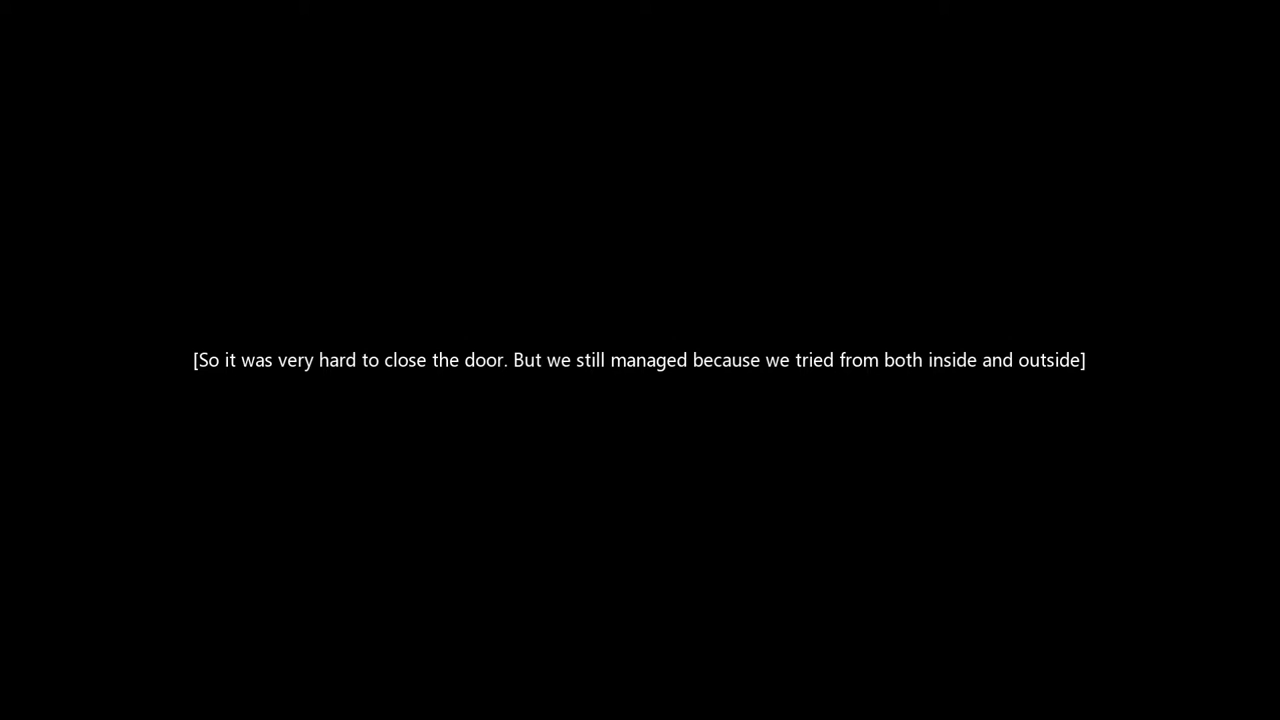 [So it was very hard to close the door. But we still managed because we tried from both inside and outside]